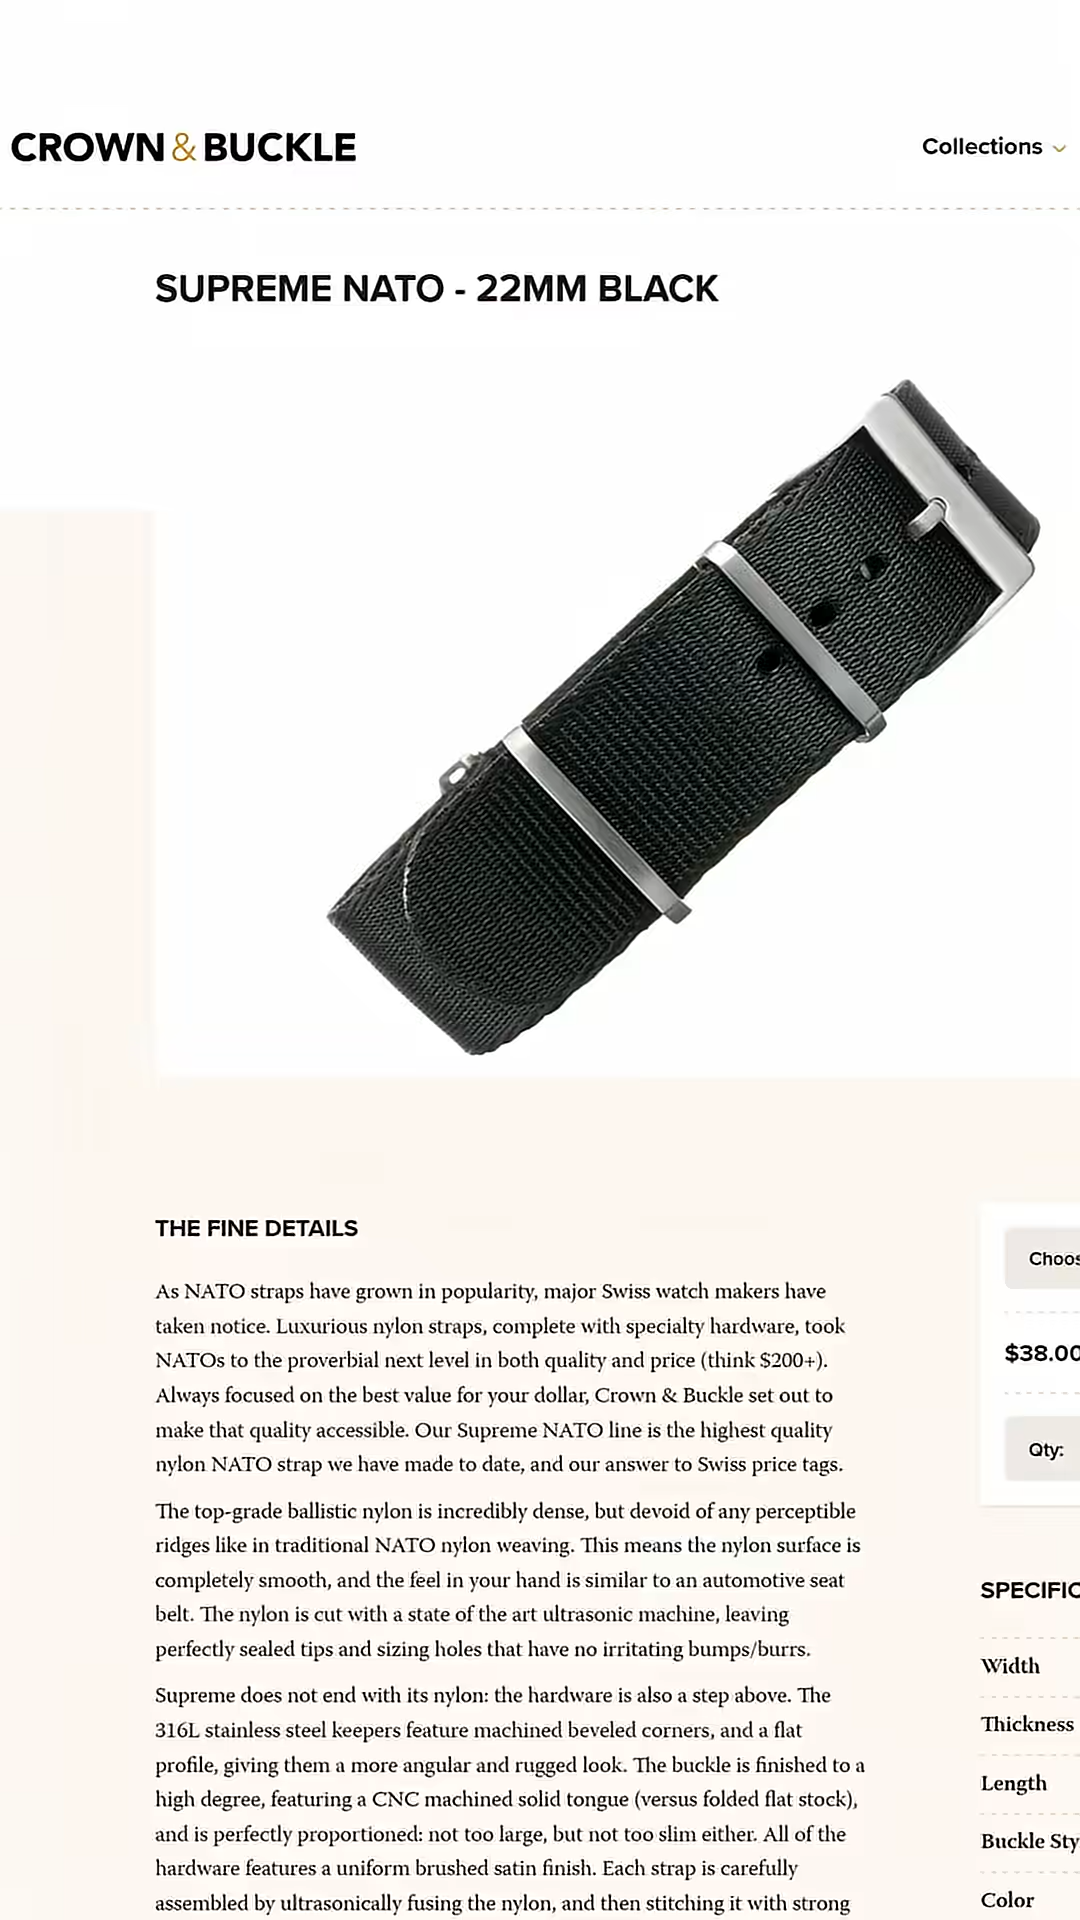 CROWN & BUCKLE
Collections
SUPREME NATO - 22MM BLACK
THE FINE DETAILS
As NATO straps have grown in popularity, major Swiss watch makers have
taken notice. Luxurious nylon straps, complete with specialty hardware, took
NATOs to the proverbial next level in both quality and price (think $200+).
Always focused on the best value for your dollar, Crown & Buckle set out to
make that quality accessible. Our Supreme NATO line is the highest quality
nylon NATO strap we have made to date, and our answer to Swiss price tags.
The top-grade ballistic nylon is incredibly dense, but devoid of any perceptible
ridges like in traditional NATO nylon weaving. This means the nylon surface is
completely smooth, and the feel in your hand is similar to an automotive seat
belt. The nylon is cut with a state of the art ultrasonic machine, leaving
perfectly sealed tips and sizing holes that have no irritating bumps/burrs.
Supreme does not end with its nylon: the hardware is also a step above. The
316L stainless steel keepers feature machined beveled corners, and a flat
profile, giving them a more angular and rugged look. The buckle is finished to a
high degree, featuring a CNC machined solid tongue (versus folded flat stock),
and is perfectly proportioned: not too large, but not too slim either. All of the
hardware features a uniform brushed satin finish. Each strap is carefully
assembled by ultrasonically fusing the nylon, and then stitching it with strong
Choos
$38.00
Qty:
SPECIFIC
Width
Thickness
Length
Buckle Sty
Color